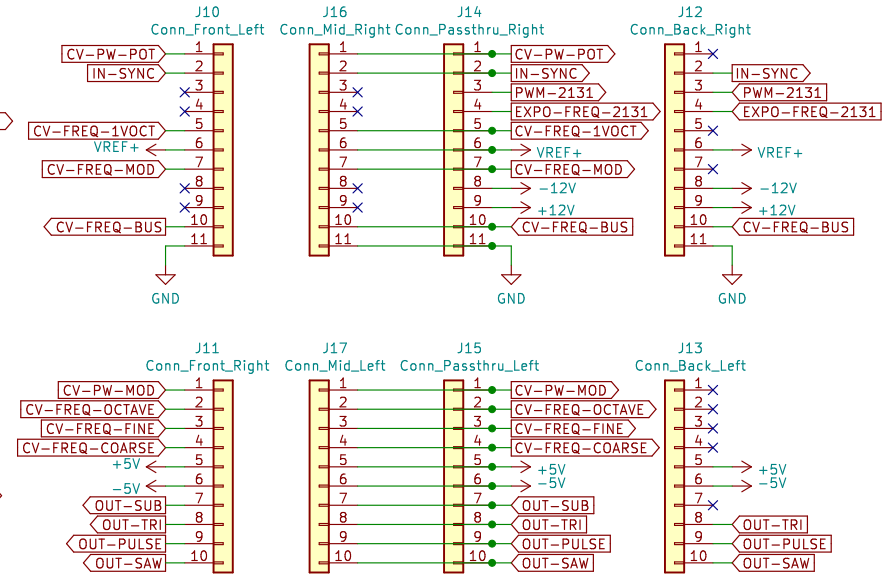 J10 J16 J14 J12
Conn_Front_Left Conn_Mid_Right Conn_Passthru_Right Conn_Back_Right
CV-PW-POT 1 1 1 CV-PW-POT 1
IN-SYNC 2 2 2 IN-SYNC 2 IN-SYNC
3 3 3 PWM-2131 3 PWM-2131
4 4 4 EXPO-FREQ-2131 4 EXPO-FREQ-2131
CV-FREQ-1VOCT 5 5 5 CV-FREQ-1VOCT 5
VREF+ 6 6 6 VREF+ 6 VREF+
CV-FREQ-MOD 7 7 7 CV-FREQ-MOD 7
8 8 8 -12V 8 -12V
9 9 9 +12V 9 +12V
CV-FREQ-BUS 10 10 10 CV-FREQ-BUS 10 CV-FREQ-BUS
11 11 11 11
GND GND GND
J11 J17 J15 J13
Conn_Front_Right Conn_Mid_Left Conn_Passthru_Left Conn_Back_Left
CV-PW-MOD 1 1 1 CV-PW-MOD 1
CV-FREQ-OCTAVE 2 2 2 CV-FREQ-OCTAVE 2
CV-FREQ-FINE 3 3 3 CV-FREQ-FINE 3
CV-FREQ-COARSE 4 4 4 CV-FREQ-COARSE 4
+5V 5 5 5 +5V 5 +5V
-5V 6 6 6 -5V 6 -5V
OUT-SUB 7 7 7 OUT-SUB 7
OUT-TRI 8 8 8 OUT-TRI 8 OUT-TRI
OUT-PULSE 9 9 9 OUT-PULSE 9 OUT-PULSE
OUT-SAW 10 10 10 OUT-SAW 10 OUT-SAW